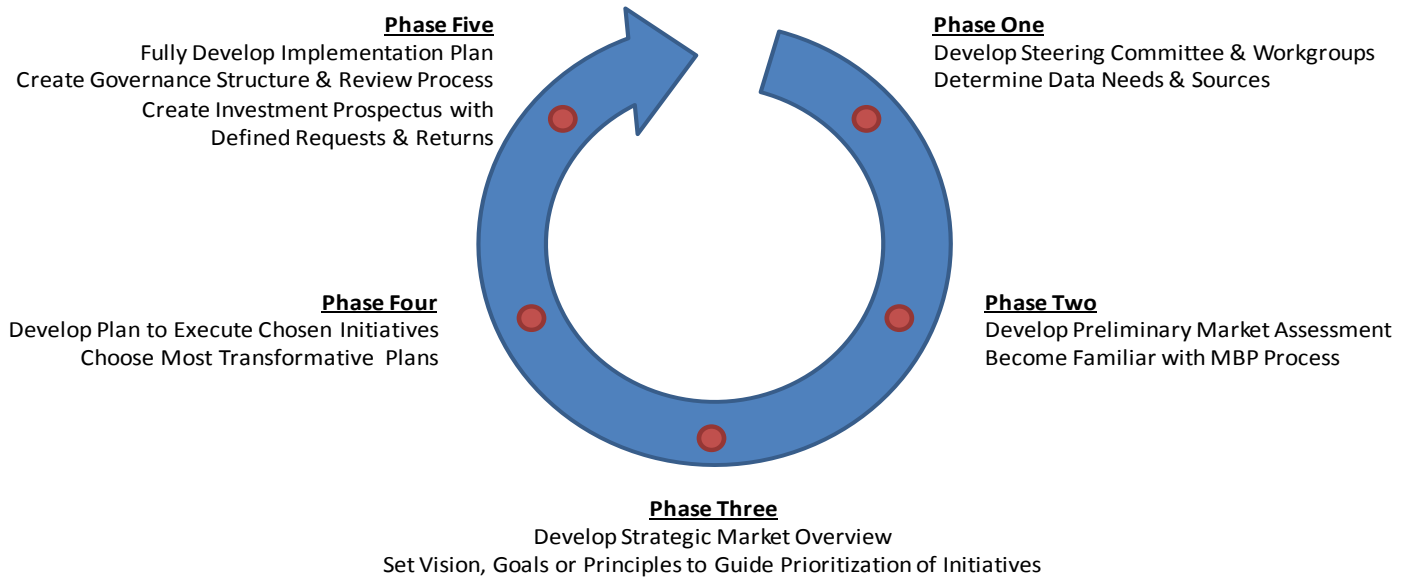 Phase One
Develop Steering Committee & Workgroups
Determine Data Needs & Sources
Phase Two
Develop Preliminary Market Assessment
Become Familiar with MBP Process
Phase Three
Develop Strategic Market Overview
Set Vision, Goals or Principles to Guide Prioritization of Initiatives
Phase Four
Develop Plan to Execute Chosen Initiatives
Choose Most Transformative Plans
Phase Five
Fully Develop Implementation Plan
Create Governance Structure & Review Process
Create Investment Prospectus with
Defined Requests & Returns